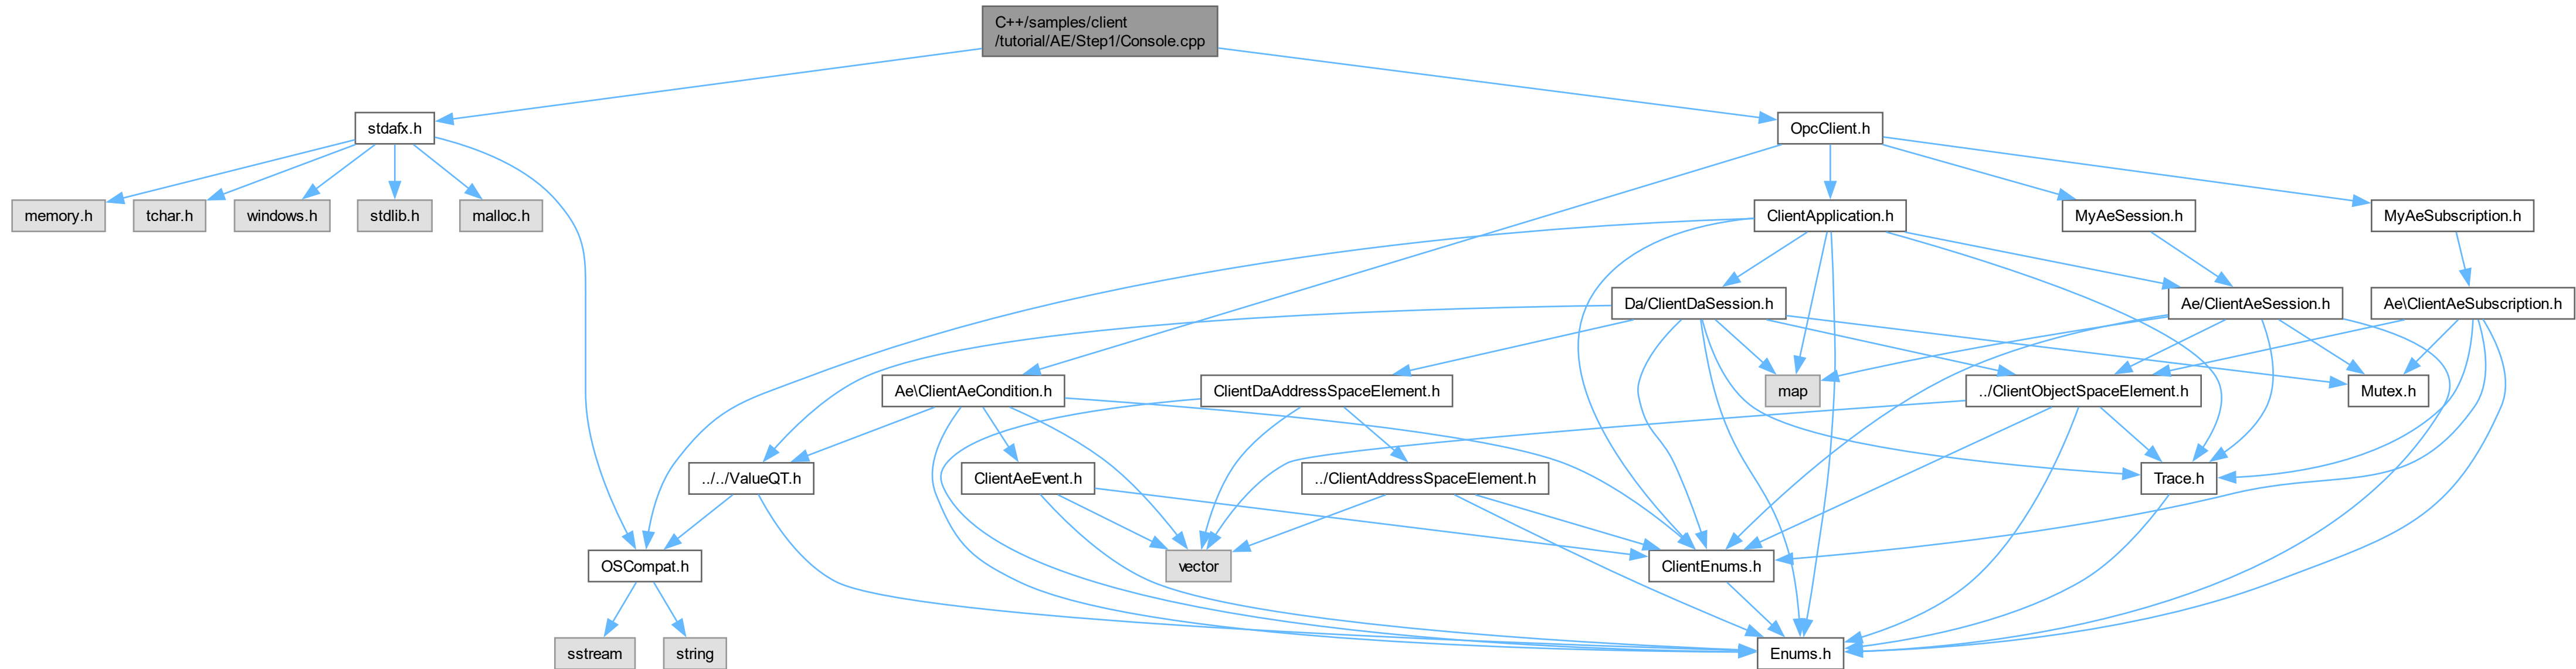 C++/samples/client
/tutorial/AE/Step1/Console.cpp
stdafx.h
OpcClient.h
memory.h
tchar.h
windows.h
stdlib.h
malloc.h
ClientApplication.h
MyAeSession.h
MyAeSubscription.h
Da/ClientDaSession.h
Ae/ClientAeSession.h
Ae\ClientAeSubscription.h
Ae\ClientAeCondition.h
ClientDaAddressSpaceElement.h
map
../ClientObjectSpaceElement.h
Mutex.h
../../ValueQT.h
ClientAeEvent.h
../ClientAddressSpaceElement.h
Trace.h
OSCompat.h
vector
ClientEnums.h
sstream
string
Enums.h